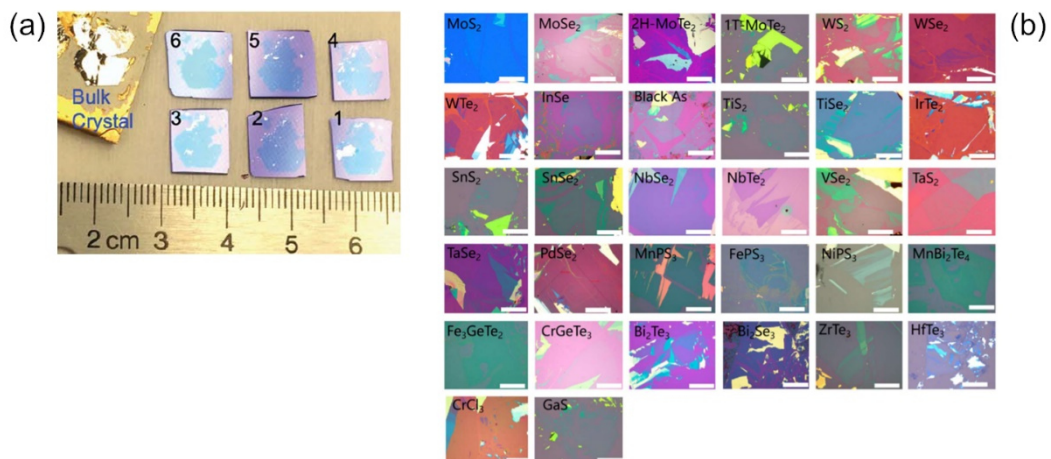 (a)
6 5 4
Bulk
Crystal
3 2 1
2 cm 3 4 5 6
(b)
MoS₂ MoSe₂ 2H-MoTe₂ 1T'-MoTe₂ WS₂ WSe₂
WTe₂ InSe Black As TiS₂ TiSe₂ IrTe₂
SnS₂ SnSe₂ NbSe₂ NbTe₂ VSe₂ TaS₂
TaSe₂ PdSe₂ MnPS₃ FePS₃ NiPS₃ MnBi₂Te₄
Fe₃GeTe₂ CrGeTe₃ Bi₂Te₃ Bi₂Se₃ ZrTe₃ HfTe₃
CrCl₃ GaS